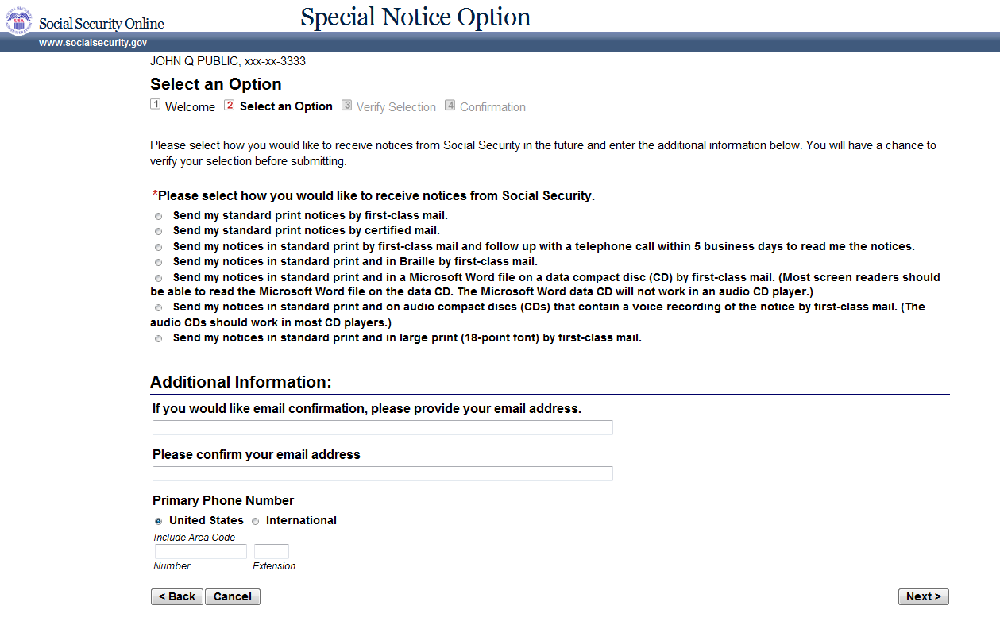 Social Security Online
Special Notice Option
www.socialsecurity.gov
JOHN Q PUBLIC, xxx-xx-3333
Select an Option
1 Welcome 2 Select an Option 3 Verify Selection 4 Confirmation
Please select how you would like to receive notices from Social Security in the future and enter the additional information below. You will have a chance to
verify your selection before submitting.
*Please select how you would like to receive notices from Social Security.
Send my standard print notices by first-class mail.
Send my standard print notices by certified mail.
Send my notices in standard print by first-class mail and follow up with a telephone call within 5 business days to read me the notices.
Send my notices in standard print and in Braille by first-class mail.
Send my notices in standard print and in a Microsoft Word file on a data compact disc (CD) by first-class mail. (Most screen readers should
be able to read the Microsoft Word file on the data CD. The Microsoft Word data CD will not work in an audio CD player.)
Send my notices in standard print and on audio compact discs (CDs) that contain a voice recording of the notice by first-class mail. (The
audio CDs should work in most CD players.)
Send my notices in standard print and in large print (18-point font) by first-class mail.
Additional Information:
If you would like email confirmation, please provide your email address.
Please confirm your email address
Primary Phone Number
United States International
Include Area Code
Number Extension
< Back Cancel Next >